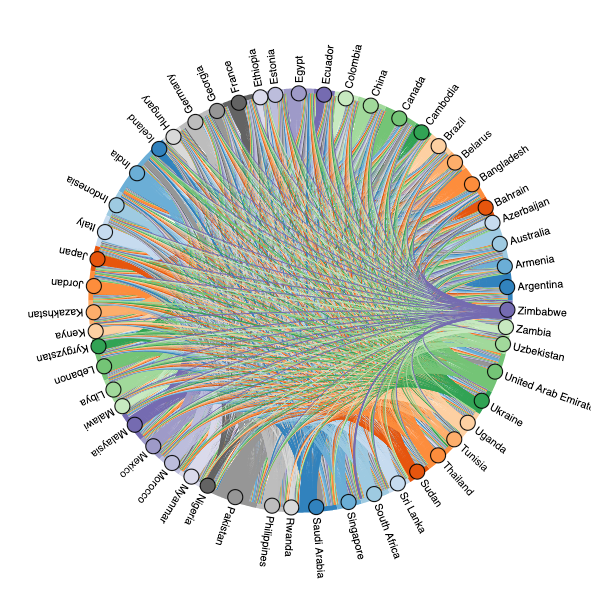 Ecuador
Colombia
China
Canada
Cambodia
Brazil
Belarus
Bangladesh
Bahrain
Azerbaijan
Australia
Armenia
Argentina
Zimbabwe
Zambia
Uzbekistan
United Arab Emirat
Ukraine
Uganda
Tunisia
Thailand
Sudan
Sri Lanka
South Africa
Singapore
Saudi Arabia
Rwanda
Philippines
Pakistan
Nigeria
Myanmar
Morocco
Mexico
Malaysia
Malawi
Libya
Lebanon
Kyrgyzstan
Kenya
Kazakhstan
Jordan
Japan
Italy
Indonesia
India
Iceland
Hungary
Germany
Georgia
France
Ethiopia
Estonia
Egypt